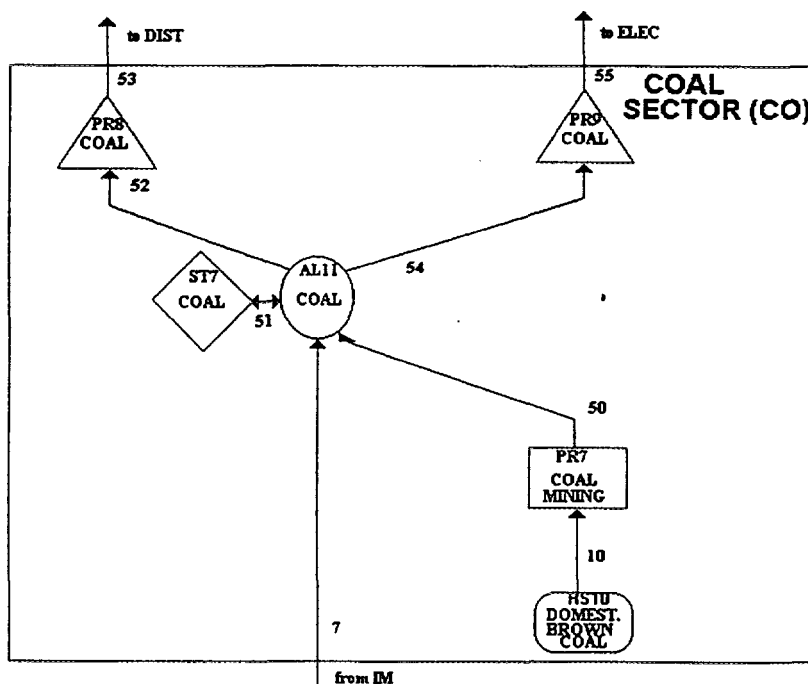 to DIST
to ELEC
53
55
COAL
SECTOR (CO)
PR8
COAL
PR9
COAL
52
54
ST7
COAL
AL11
COAL
51
50
PR7
COAL
MINING
10
RS10
DOMEST.
BROWN
COAL
7
from IM